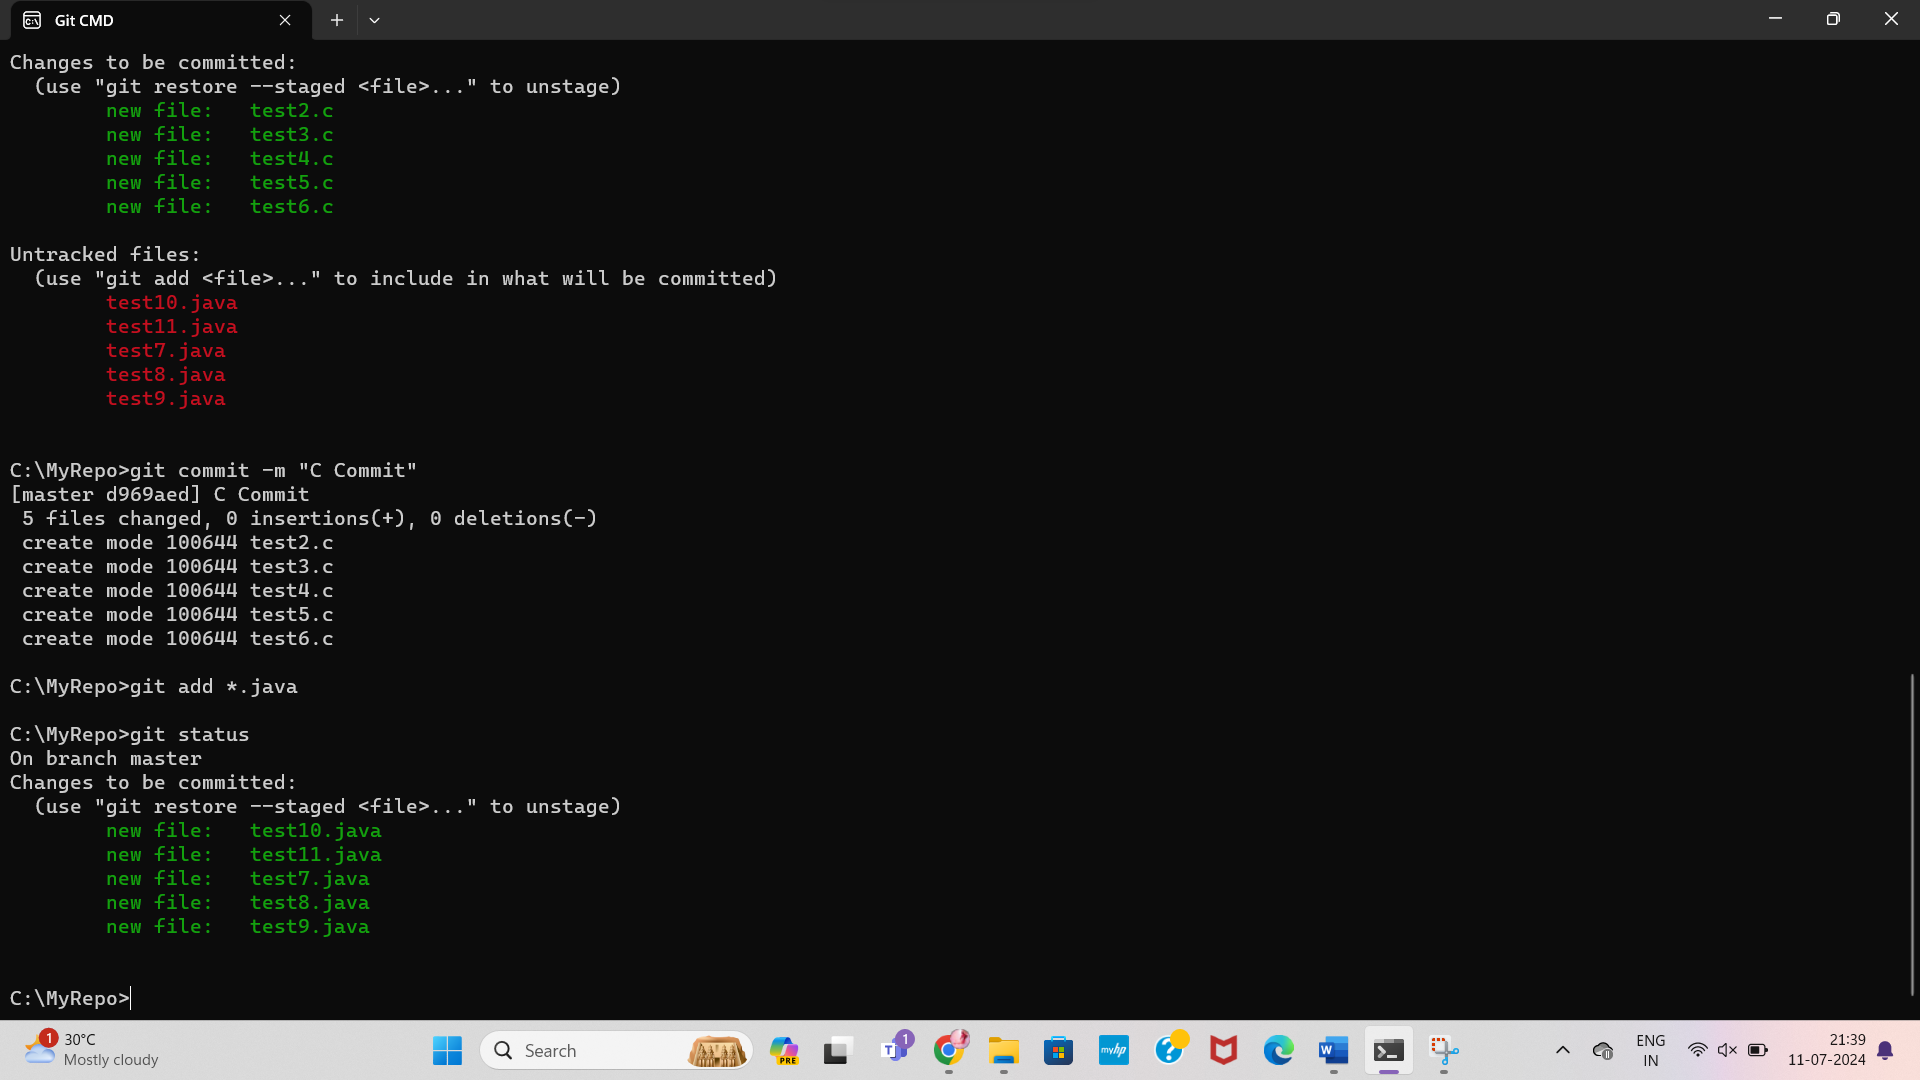 Git CMD
Changes to be committed:
  (use "git restore --staged <file>..." to unstage)
        new file:   test2.c
        new file:   test3.c
        new file:   test4.c
        new file:   test5.c
        new file:   test6.c

Untracked files:
  (use "git add <file>..." to include in what will be committed)
        test10.java
        test11.java
        test7.java
        test8.java
        test9.java

C:\MyRepo>git commit -m "C Commit"
[master d969aed] C Commit
 5 files changed, 0 insertions(+), 0 deletions(-)
 create mode 100644 test2.c
 create mode 100644 test3.c
 create mode 100644 test4.c
 create mode 100644 test5.c
 create mode 100644 test6.c

C:\MyRepo>git add *.java

C:\MyRepo>git status
On branch master
Changes to be committed:
  (use "git restore --staged <file>..." to unstage)
        new file:   test10.java
        new file:   test11.java
        new file:   test7.java
        new file:   test8.java
        new file:   test9.java

C:\MyRepo>
1
30°C
Mostly cloudy
Search
PRE
T
1
myhp
?
W
ENG
IN
21:39
11-07-2024